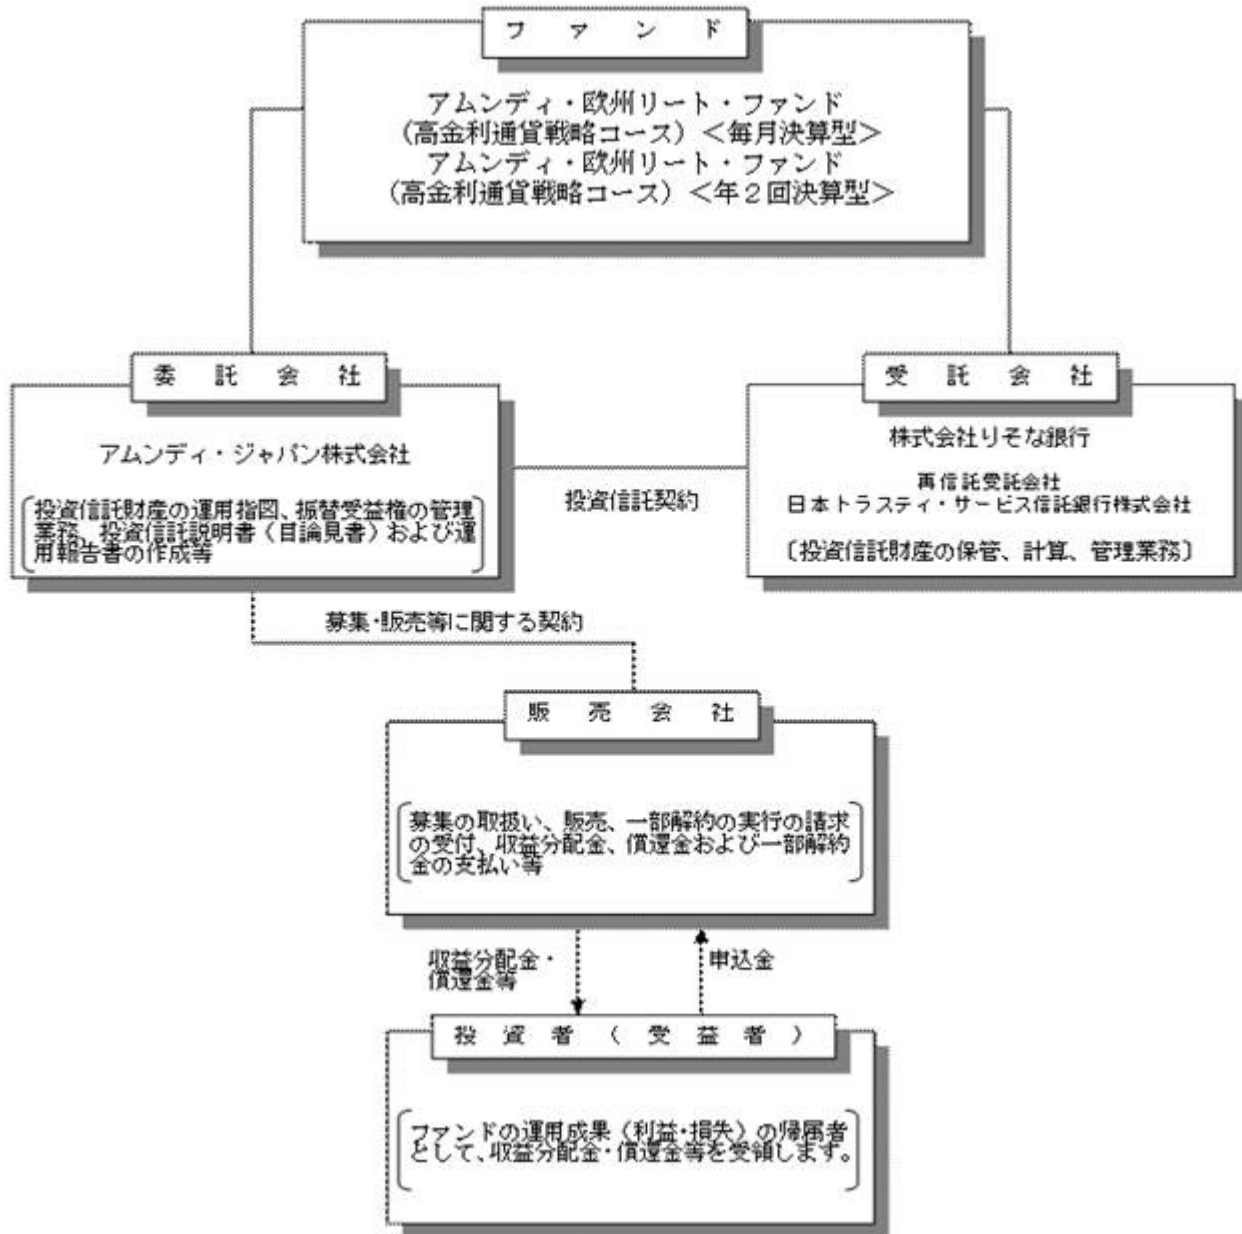 ファンド
アムンディ・欧州リート・ファンド
(高金利通貨戦略コース)＜毎月決算型＞
アムンディ・欧州リート・ファンド
(高金利通貨戦略コース)＜年２回決算型＞
委託会社
アムンディ・ジャパン株式会社
投資信託財産の運用指図、振替受益権の管理
業務、投資信託説明書(目論見書)および運
用報告書の作成等
投資信託契約
受託会社
株式会社りそな銀行
再信託受託会社
日本トラスティ・サービス信託銀行株式会社
〔投資信託財産の保管、計算、管理業務〕
募集・販売等に関する契約
販売会社
募集の取扱い、販売、一部解約の実行の請求
の受付、収益分配金、償還金および一部解約
金の支払い等
収益分配金・
償還金等
申込金
投資者(受益者)
ファンドの運用成果(利益・損失)の帰属者
として、収益分配金・償還金等を受領します。